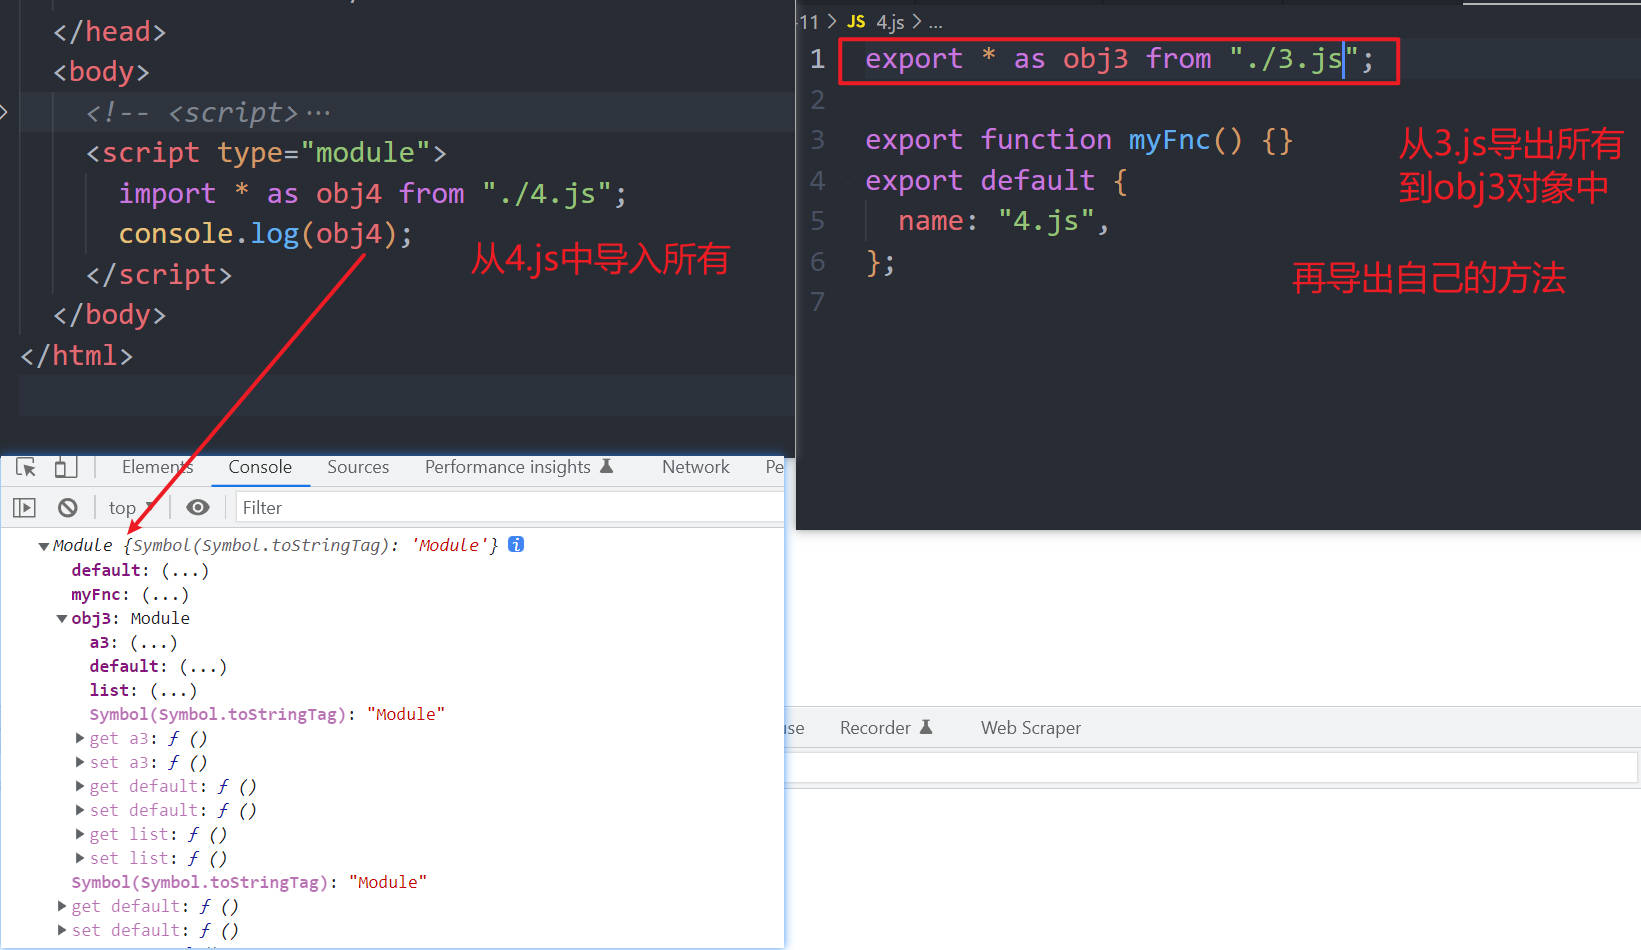 </head>
<body>
<!-- <script>…
<script type="module">
import * as obj4 from "./4.js";
console.log(obj4);
从4.js中导入所有
</script>
</body>
</html>
11 > JS 4.js > ...
1 export * as obj3 from "./3.js";
2
3 export function myFnc() {}
4 export default {
5 name: "4.js",
6 };
7
从3.js导出所有
到obj3对象中
再导出自己的方法
Elements Console Sources Performance insights Network Pe
top Filter
Module {Symbol(Symbol.toStringTag): 'Module'}
default: (...)
myFnc: (...)
obj3: Module
a3: (...)
default: (...)
list: (...)
Symbol(Symbol.toStringTag): "Module"
get a3: ƒ ()
set a3: ƒ ()
get default: ƒ ()
set default: ƒ ()
get list: ƒ ()
set list: ƒ ()
Symbol(Symbol.toStringTag): "Module"
get default: ƒ ()
set default: ƒ ()
use Recorder Web Scraper